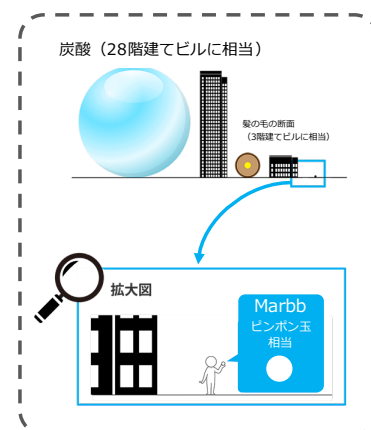 炭酸（28階建てビルに相当）
髪の毛の断面
（3階建てビルに相当）
拡大図
Marbb
ピンポン玉
相当